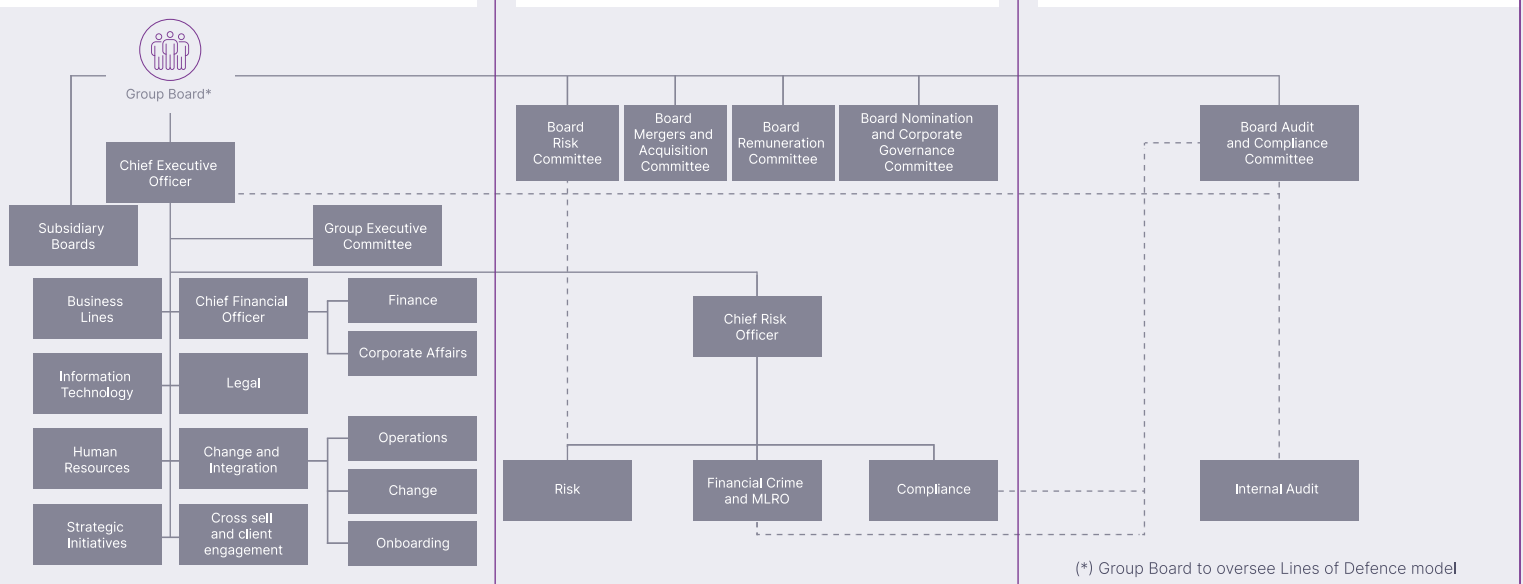 Group Board*
Chief Executive
Officer
Subsidiary
Boards
Group Executive
Committee
Business
Lines
Chief Financial
Officer
Finance
Corporate Affairs
Information
Technology
Legal
Human
Resources
Change and
Integration
Operations
Change
Onboarding
Strategic
Initiatives
Cross sell
and client
engagement
Board
Risk
Committee
Board
Mergers and
Acquisition
Committee
Board
Remuneration
Committee
Board Nomination
and Corporate
Governance
Committee
Chief Risk
Officer
Risk
Financial Crime
and MLRO
Compliance
Board Audit
and Compliance
Committee
Internal Audit
(*) Group Board to oversee Lines of Defence model